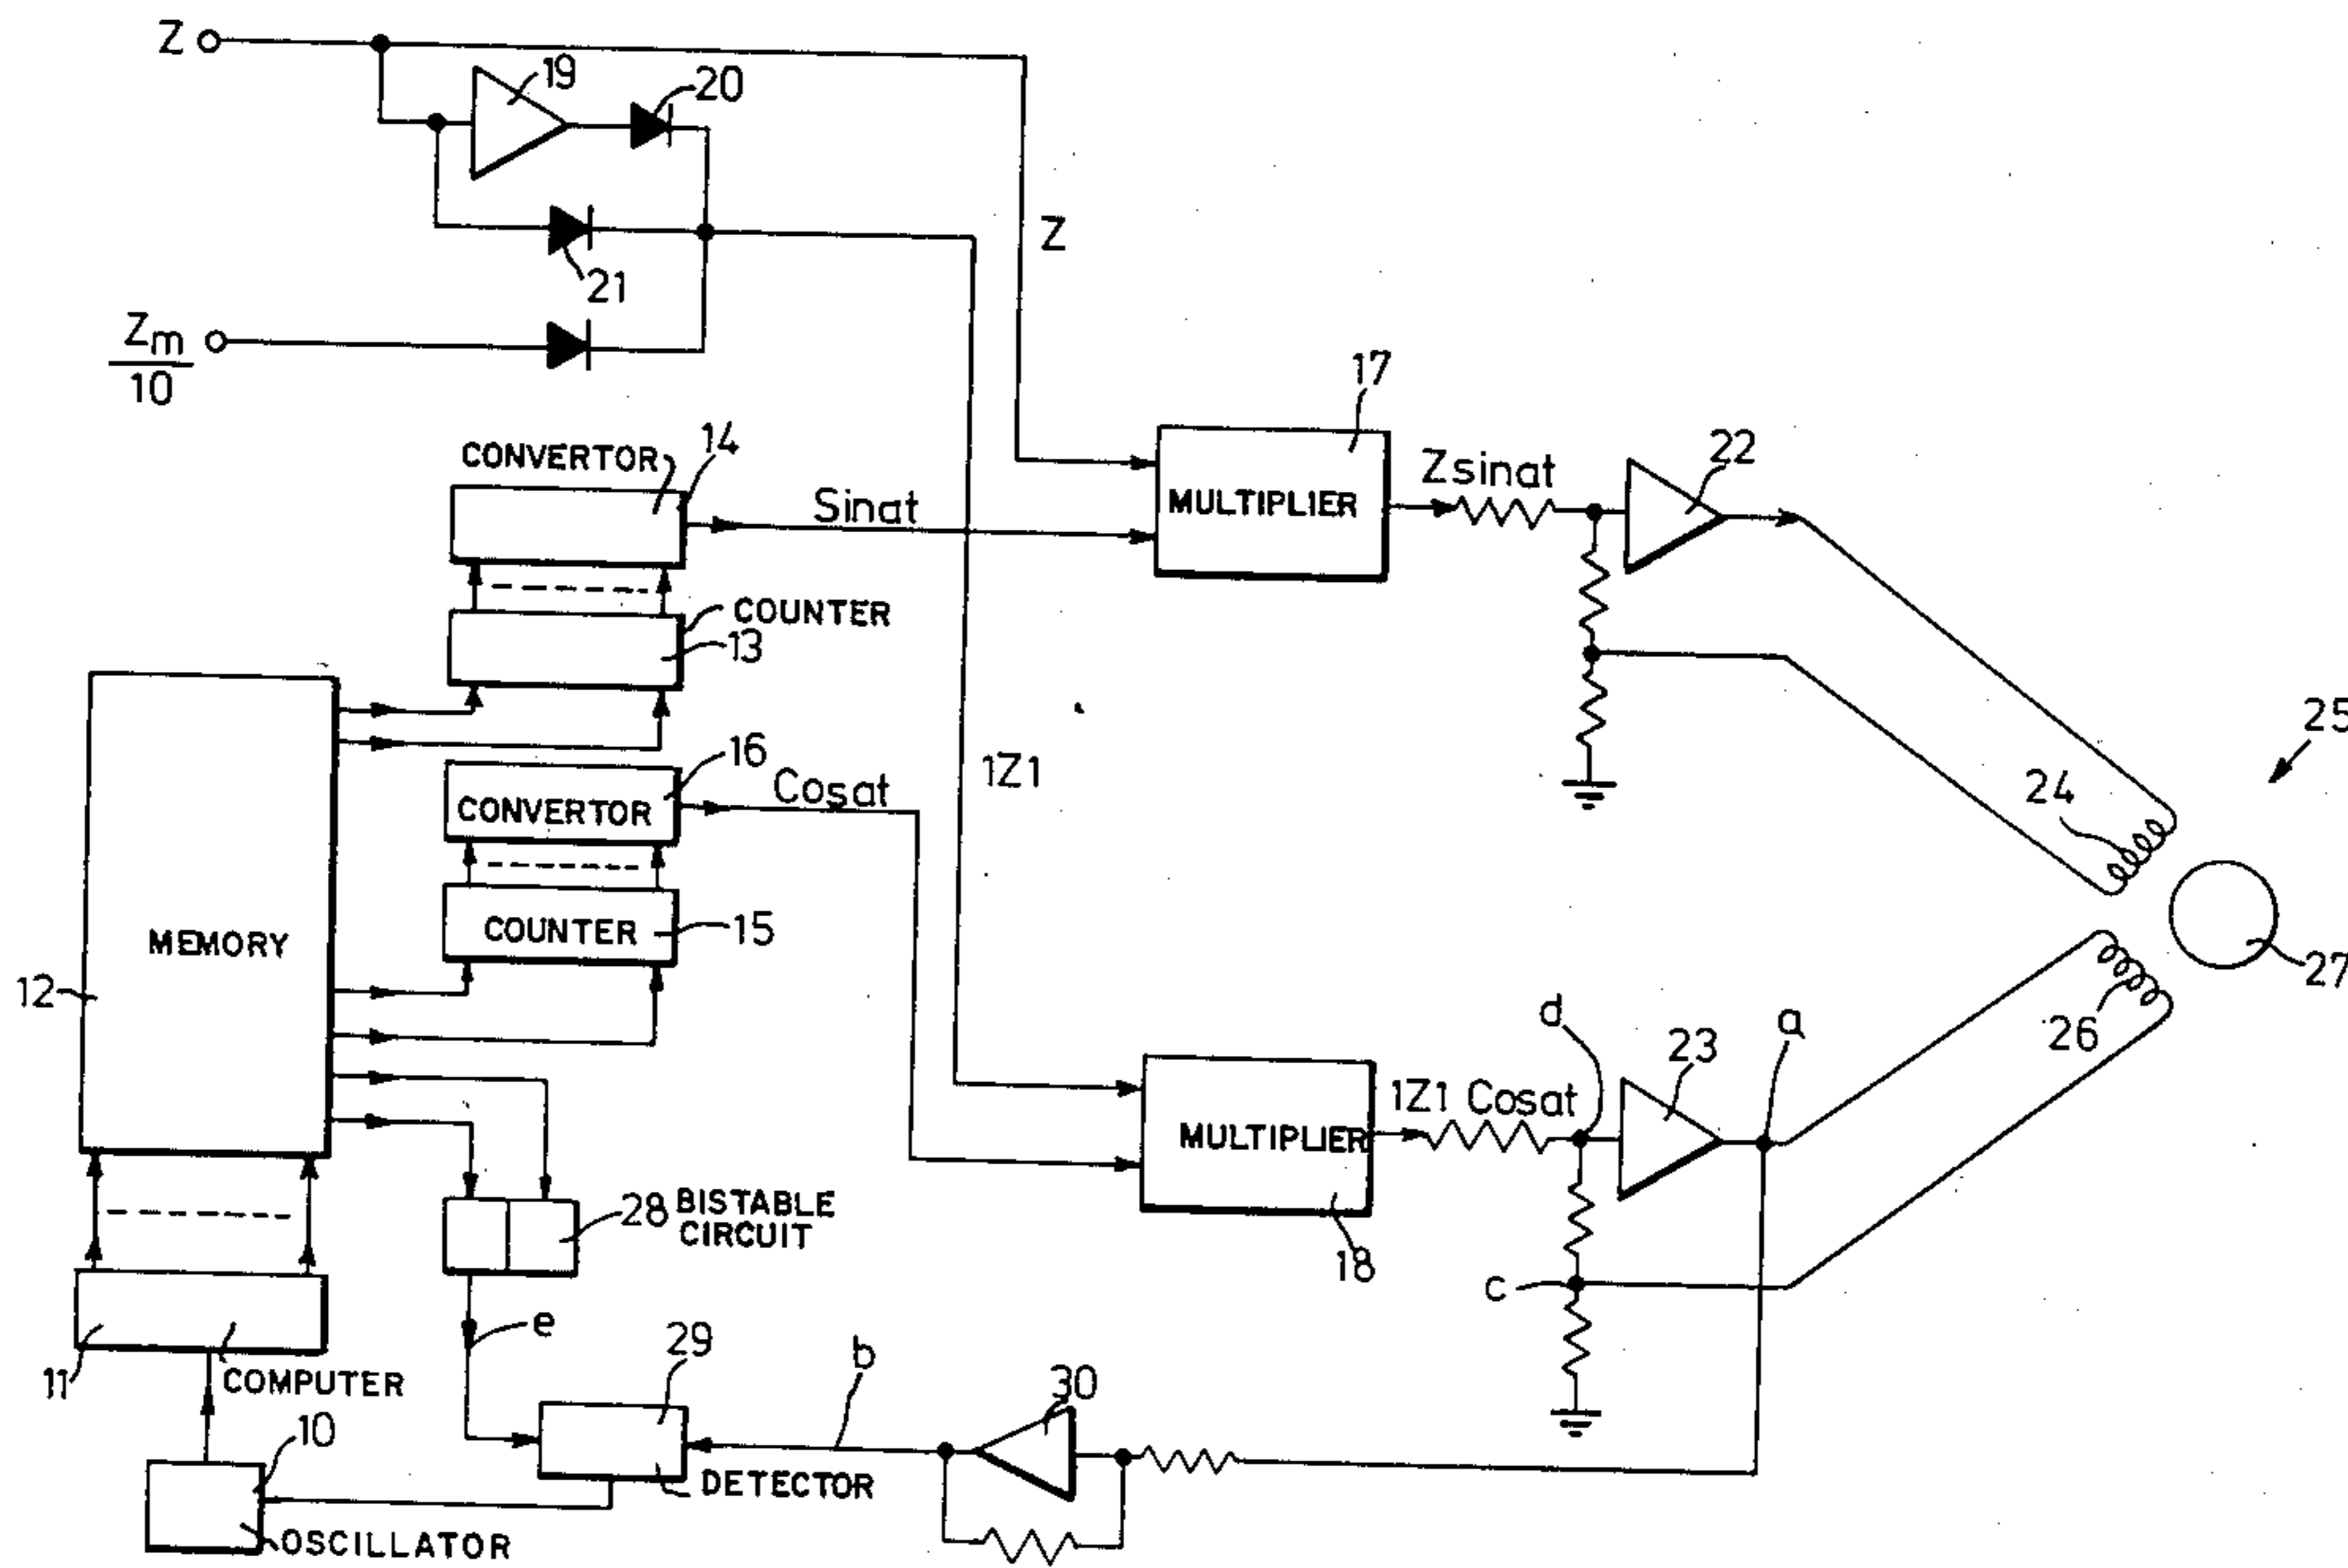 Z
19
20
21
Z
Zm
10
17
14
CONVERTOR
Sinat
MULTIPLIER
Zsinat
22
COUNTER
13
25
16
1Z1
24
Cosat
CONVERTOR
COUNTER
15
MEMORY
12
27
26
d
23
a
1Z1 Cosat
MULTIPLIER
28
BISTABLE
CIRCUIT
18
c
e
29
b
30
11
COMPUTER
10
DETECTOR
OSCILLATOR